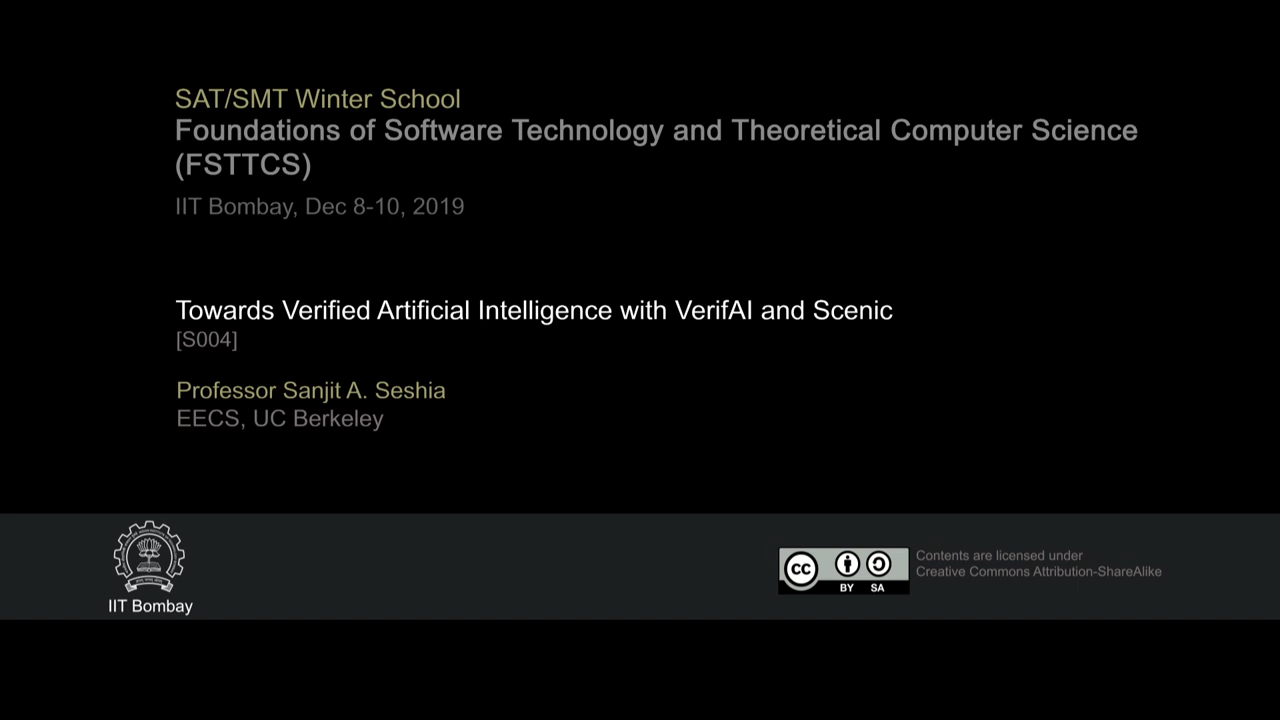 SAT/SMT Winter School
Foundations of Software Technology and Theoretical Computer Science
(FSTTCS)
IIT Bombay, Dec 8-10, 2019
Towards Verified Artificial Intelligence with VerifAI and Scenic
[S004]
Professor Sanjit A. Seshia
EECS, UC Berkeley
IIT Bombay
cc
BY SA
Contents are licensed under
Creative Commons Attribution-ShareAlike